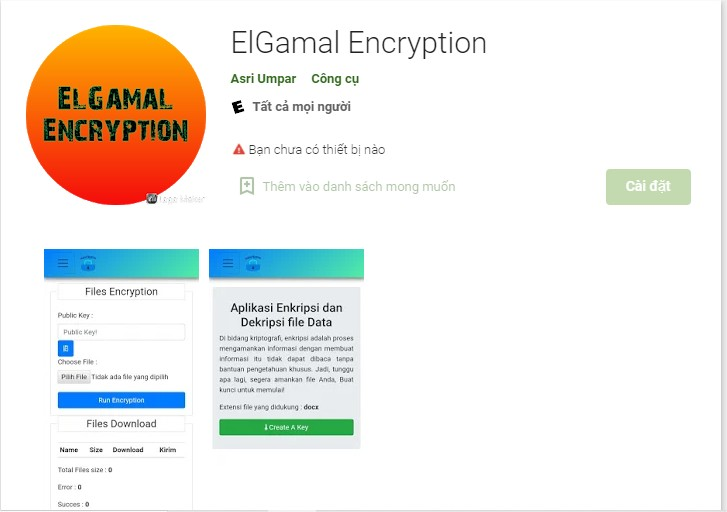 ElGamal Encryption
ELGAMAL
ENCRYPTION
Asri Umpar Công cụ
E Tất cả mọi người
Bạn chưa có thiết bị nào
Thêm vào danh sách mong muốn
Cài đặt
Files Encryption
Public Key :
Public Key!
Choose File :
Pilih File Tidak ada file yang dipilih
Run Encryption
Files Download
Name Size Download Kirim
Total Files size : 0
Error : 0
Succes : 0
Aplikasi Enkripsi dan
Dekripsi file Data
Di bidang kriptografi, enkripsi adalah proses
mengamankan informasi dengan membuat
informasi itu tidak dapat dibaca tanpa
bantuan pengetahuan khusus. Jadi, tunggu
apa lagi, segera amankan file Anda, Buat
kunci untuk memulai!
Extensi file yang didukung : docx
Create A Key